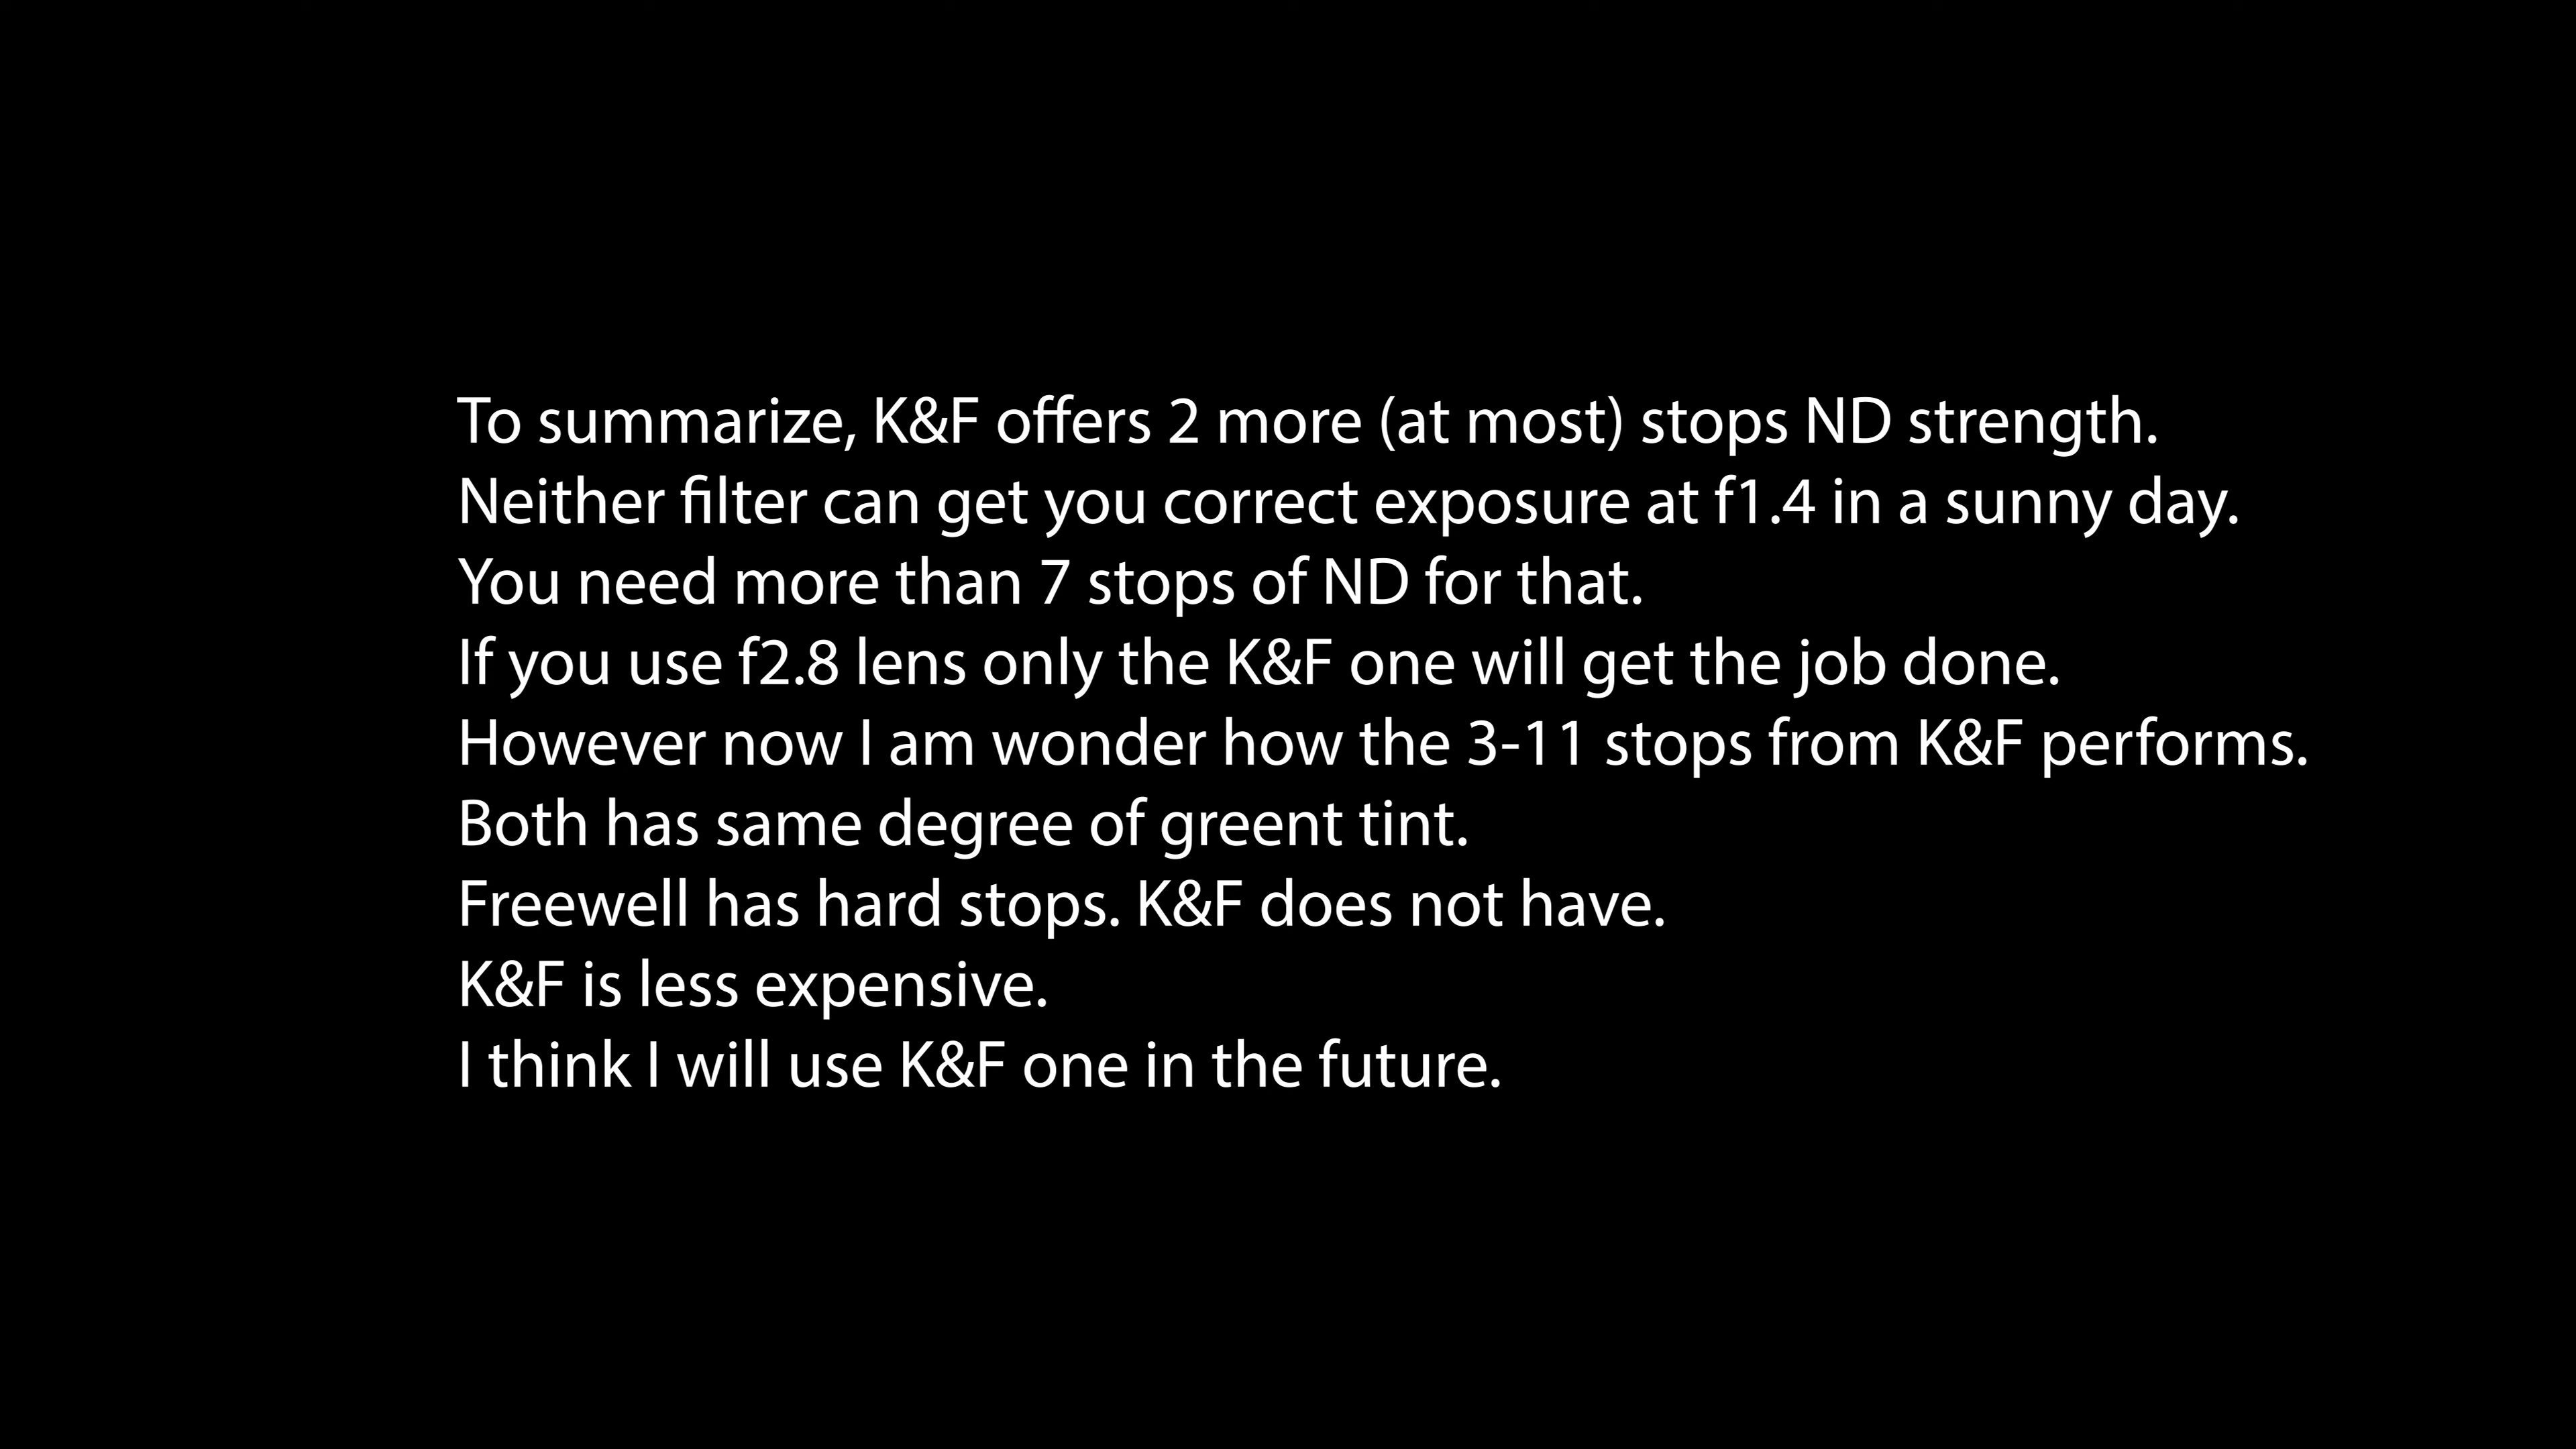 To summarize, K&F offers 2 more (at most) stops ND strength.
Neither filter can get you correct exposure at f1.4 in a sunny day.
You need more than 7 stops of ND for that.
If you use f2.8 lens only the K&F one will get the job done.
However now I am wonder how the 3-11 stops from K&F performs.
Both has same degree of greent tint.
Freewell has hard stops. K&F does not have.
K&F is less expensive.
I think I will use K&F one in the future.